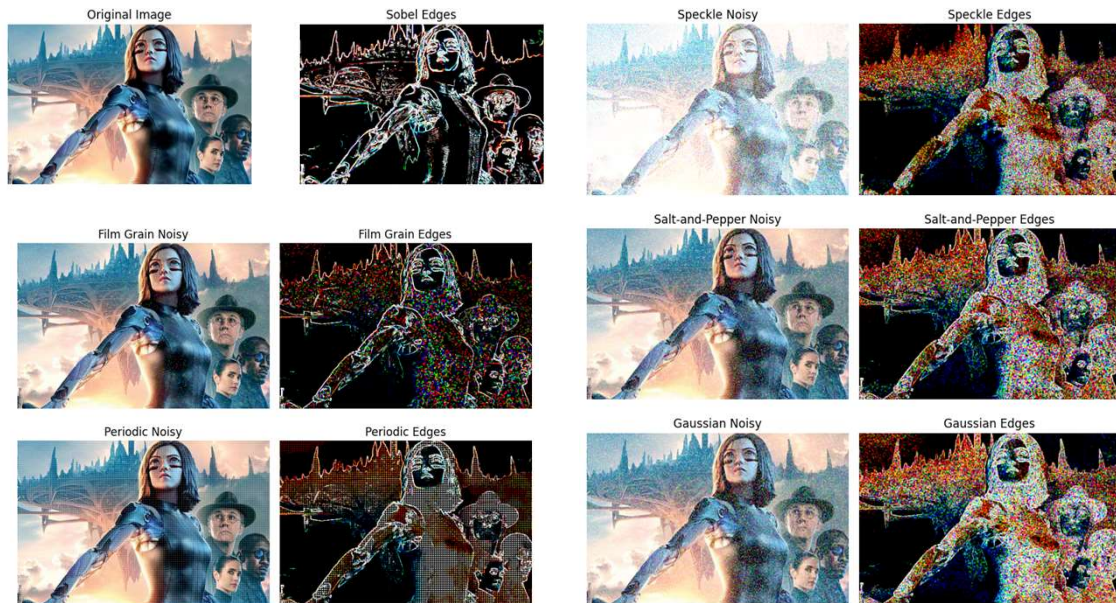 Original Image
Sobel Edges
Speckle Noisy
Speckle Edges
Film Grain Noisy
Film Grain Edges
Salt-and-Pepper Noisy
Salt-and-Pepper Edges
Periodic Noisy
Periodic Edges
Gaussian Noisy
Gaussian Edges